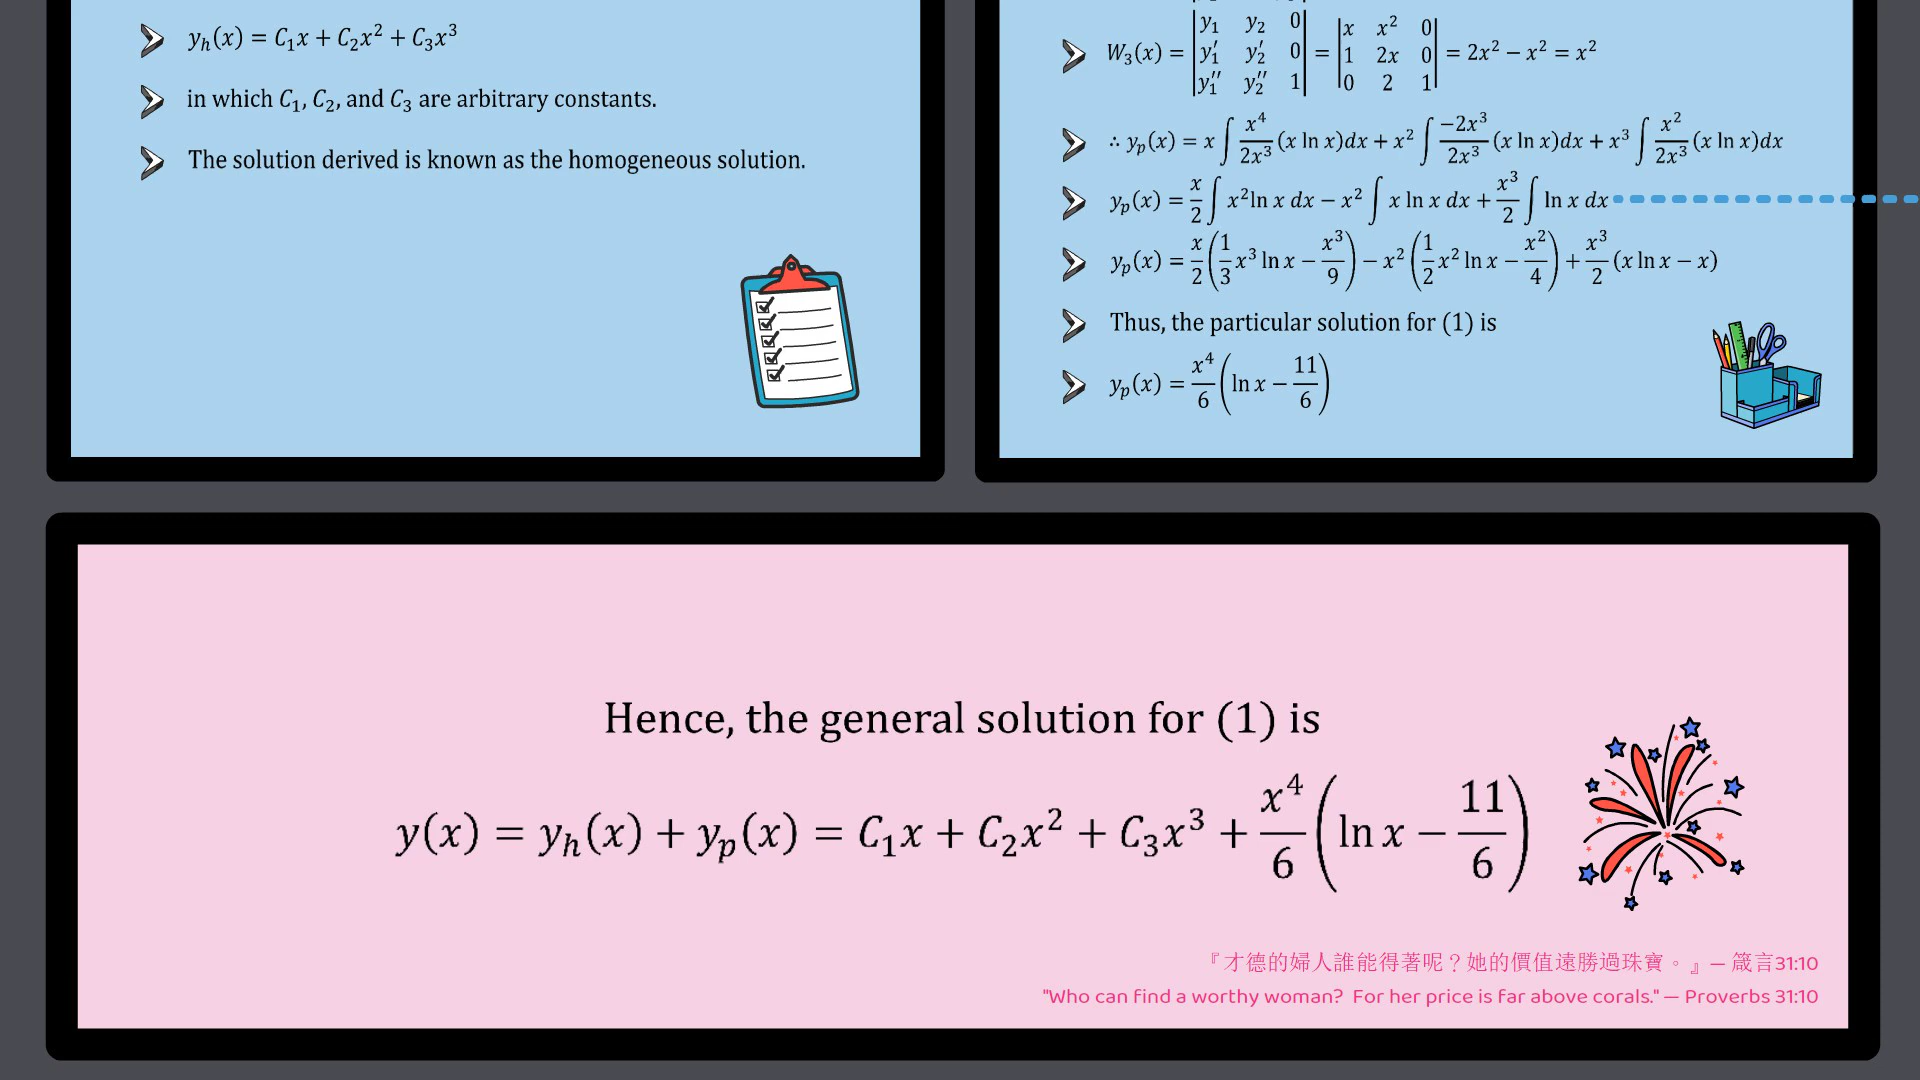 y_h(x) = C_1x + C_2x^2 + C_3x^3
in which C_1, C_2, and C_3 are arbitrary constants.
The solution derived is known as the homogeneous solution.
W_3(x) = |y_1 y_2 0; y_1′ y_2′ 0; y_1″ y_2″ 1| = |x x^2 0; 1 2x 0; 0 2 1| = 2x^2 − x^2 = x^2
∴ y_p(x) = x ∫ x^4/2x^3 (x ln x)dx + x^2 ∫ −2x^3/2x^3 (x ln x)dx + x^3 ∫ x^2/2x^3 (x ln x)dx
y_p(x) = x/2 ∫ x^2 ln x dx − x^2 ∫ x ln x dx + x^3/2 ∫ ln x dx
y_p(x) = x/2 (1/3 x^3 ln x − x^3/9) − x^2 (1/2 x^2 ln x − x^2/4) + x^3/2 (x ln x − x)
Thus, the particular solution for (1) is
y_p(x) = x^4/6 (ln x − 11/6)
Hence, the general solution for (1) is
y(x) = y_h(x) + y_p(x) = C_1x + C_2x^2 + C_3x^3 + x^4/6 (ln x − 11/6)
『才德的婦人誰能得著呢？她的價值遠勝過珠寶。』— 箴言31:10
"Who can find a worthy woman? For her price is far above corals." — Proverbs 31:10